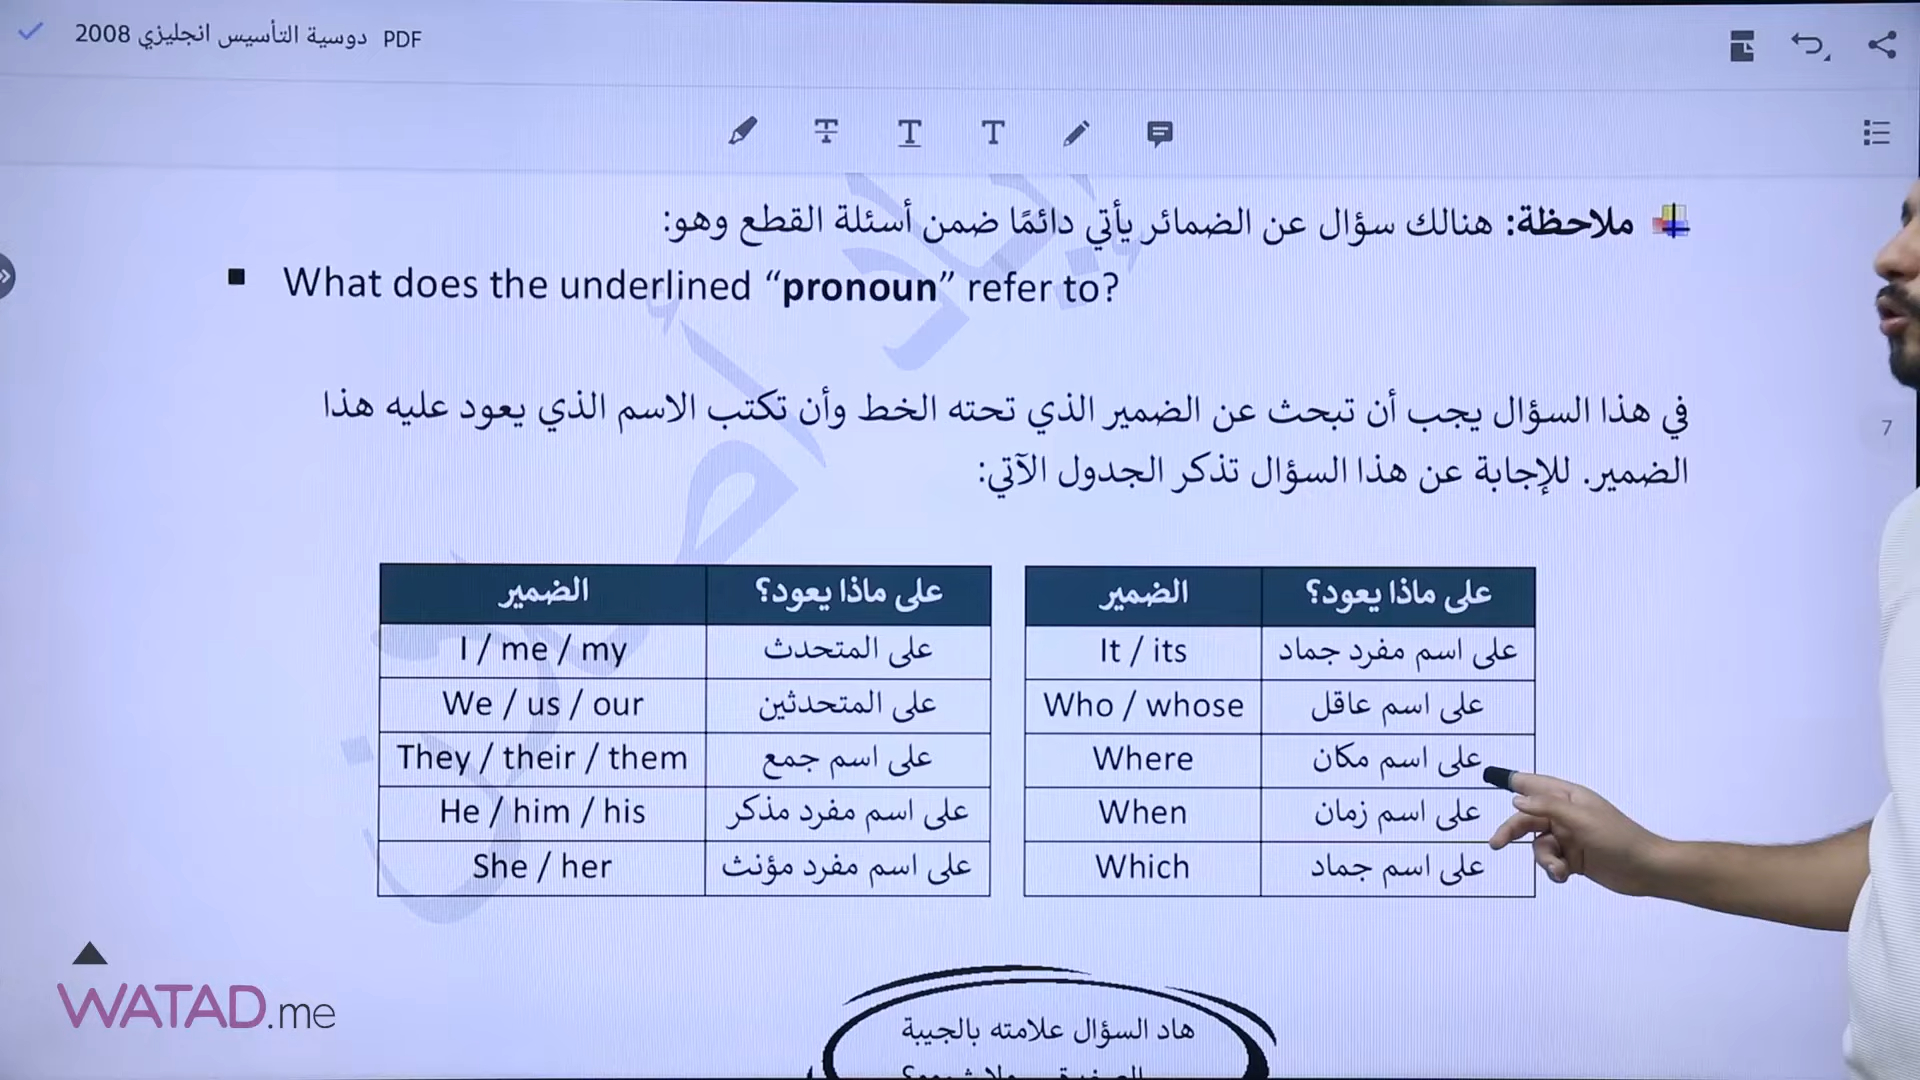 دوسية التأسيس انجليزي 2008 PDF
ملاحظة: هنالك سؤال عن الضمائر يأتي دائمًا ضمن أسئلة القطع وهو:
What does the underlined “pronoun” refer to?
في هذا السؤال يجب أن تبحث عن الضمير الذي تحته الخط وأن تكتب الاسم الذي يعود عليه هذا
الضمير. للإجابة عن هذا السؤال تذكر الجدول الآتي:
7
الضمير على ماذا يعود؟
I / me / my على المتحدث
We / us / our على المتحدثين
They / their / them على اسم جمع
He / him / his على اسم مفرد مذكر
She / her على اسم مفرد مؤنث
الضمير على ماذا يعود؟
It / its على اسم مفرد جماد
Who / whose على اسم عاقل
Where على اسم مكان
When على اسم زمان
Which على اسم جماد
هاد السؤال علامته بالجيبة
WATAD.me